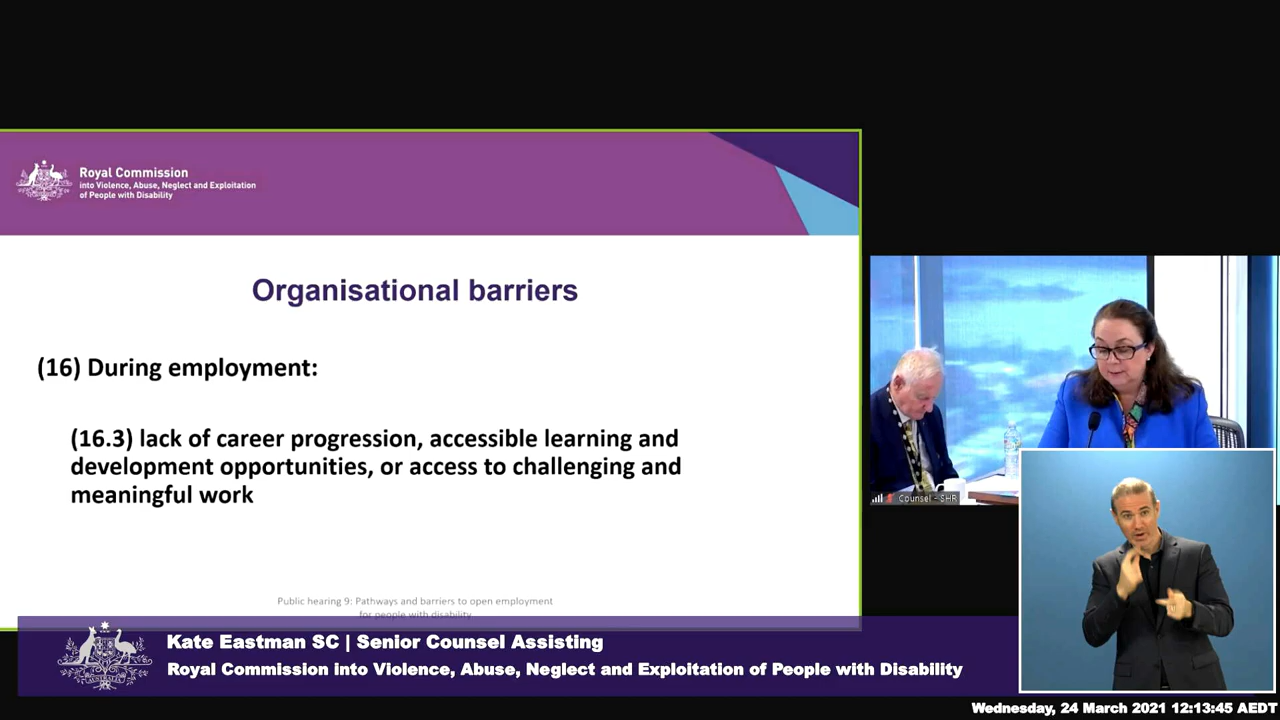 Royal Commission
into Violence, Abuse, Neglect and Exploitation
of People with Disability
Organisational barriers
(16) During employment:
(16.3) lack of career progression, accessible learning and
development opportunities, or access to challenging and
meaningful work
Public hearing 9: Pathways and barriers to open employment
for people with disability
Counsel - SHR
Kate Eastman SC | Senior Counsel Assisting
Royal Commission into Violence, Abuse, Neglect and Exploitation of People with Disability
Wednesday, 24 March 2021 12:13:45 AEDT